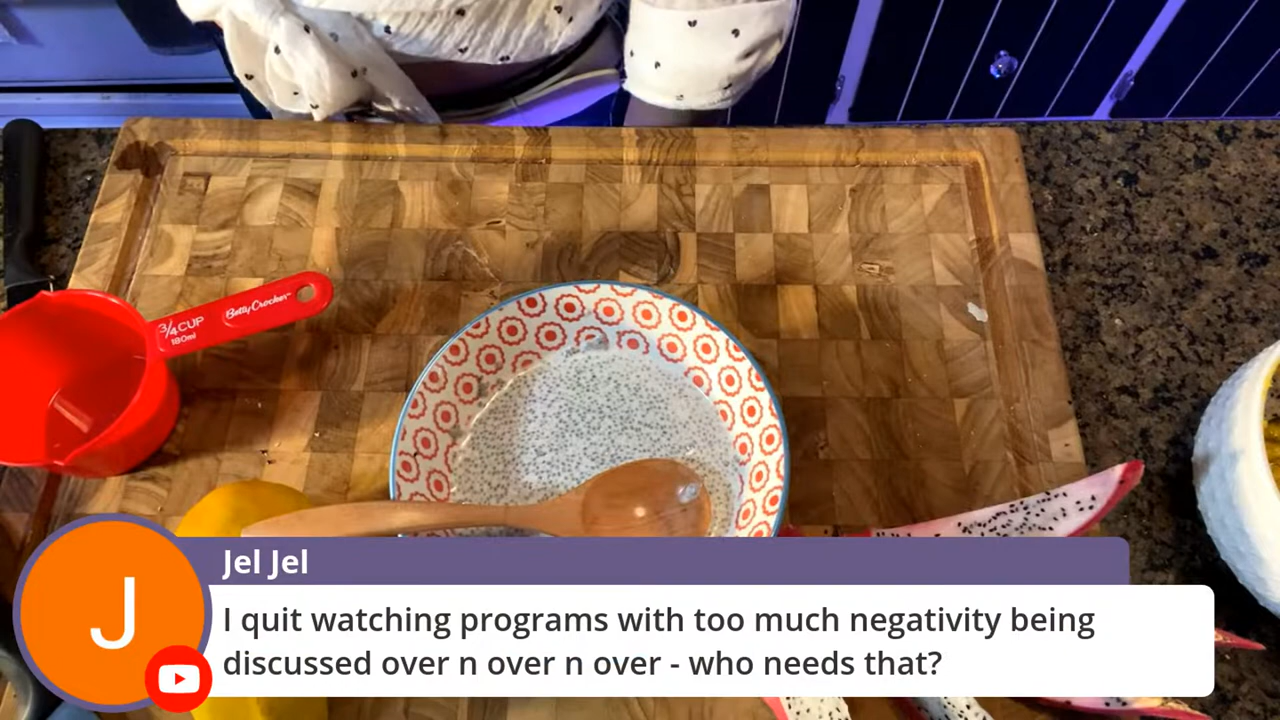 3/4 CUP
180ml
Betty Crocker™
J
Jel Jel
I quit watching programs with too much negativity being
discussed over n over n over - who needs that?